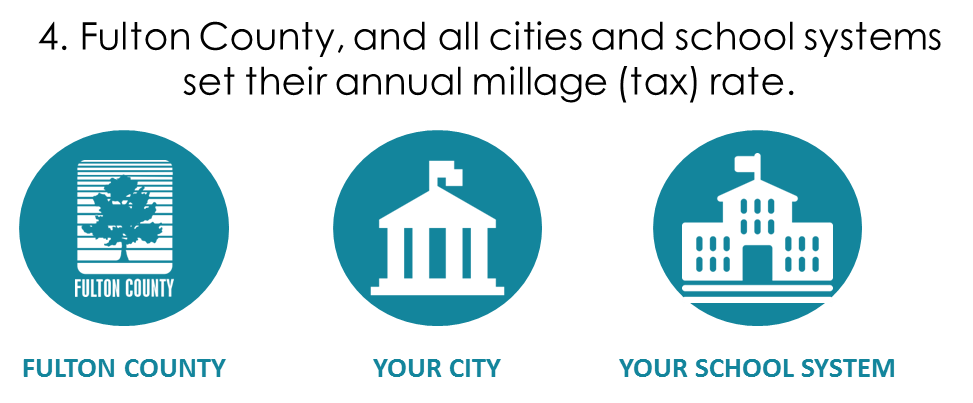 4. Fulton County, and all cities and school systems
set their annual millage (tax) rate.
FULTON COUNTY
FULTON COUNTY
YOUR CITY
YOUR SCHOOL SYSTEM